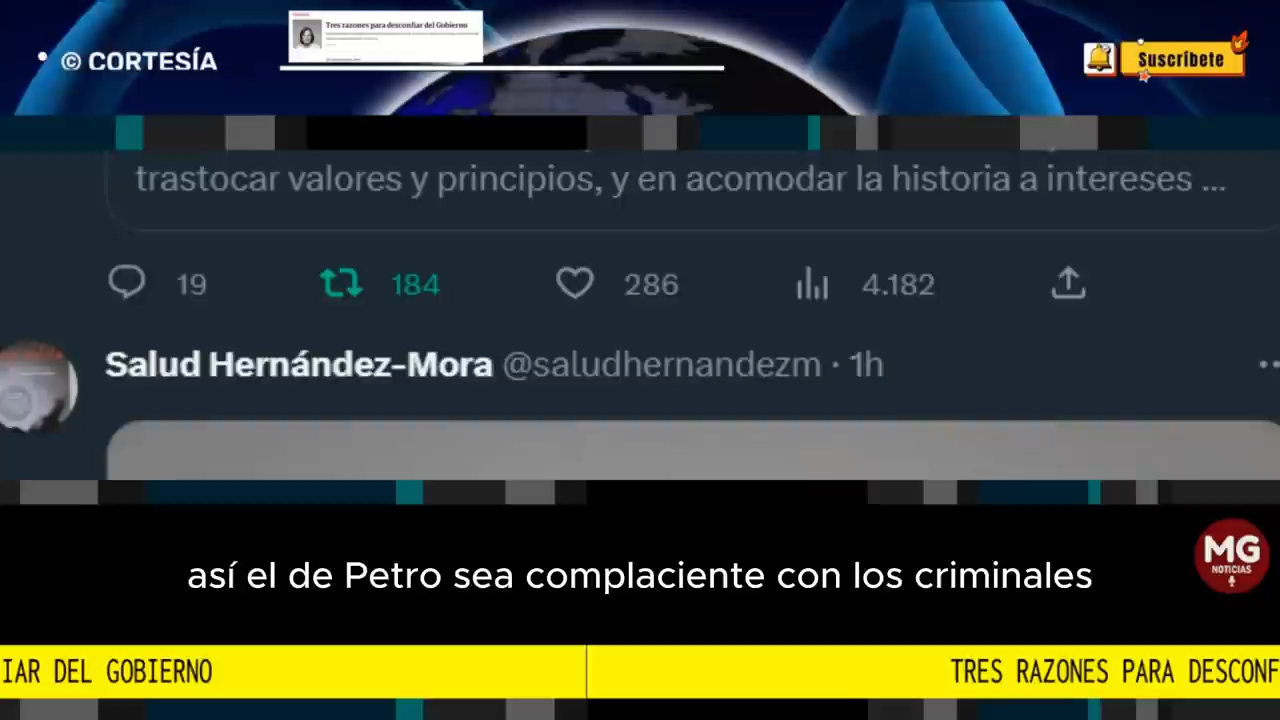 Tres razones para desconfiar del Gobierno
© CORTESÍA
Suscríbete
trastocar valores y principios, y en acomodar la historia a intereses ...
19 184 286 4.182
Salud Hernández-Mora @saludhernandezm · 1h
así el de Petro sea complaciente con los criminales
MG
NOTICIAS
IAR DEL GOBIERNO
TRES RAZONES PARA DESCONF